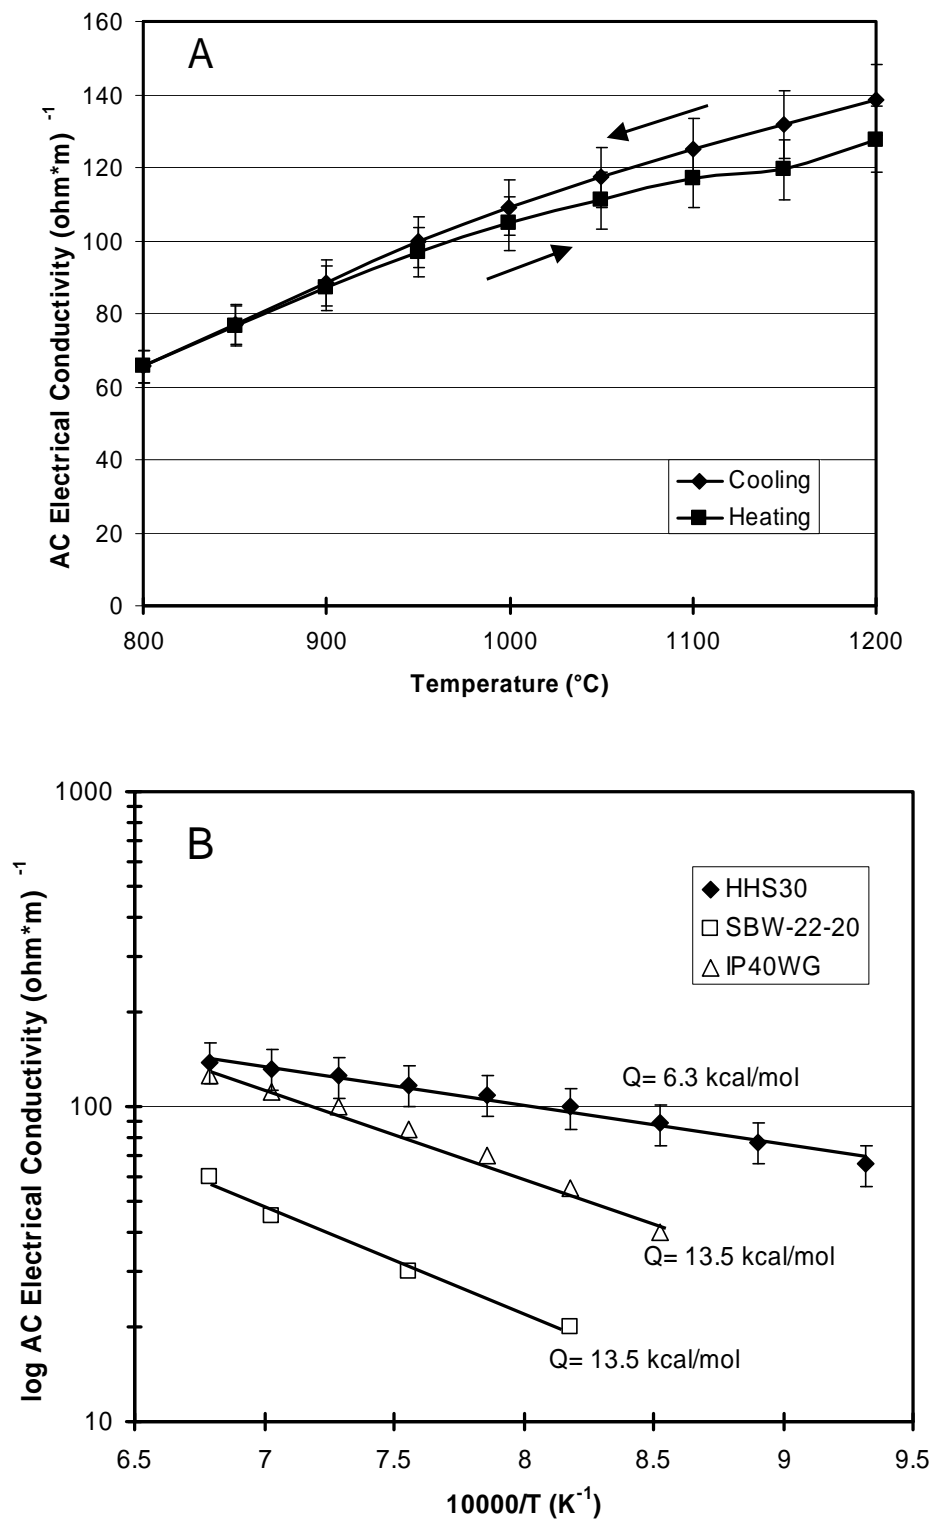 A
AC Electrical Conductivity (ohm*m) -1
160
140
120
100
80
60
40
20
0
Cooling
Heating
800
900
1000
1100
1200
Temperature (°C)
B
log AC Electrical Conductivity (ohm*m) -1
1000
100
10
HHS30
SBW-22-20
IP40WG
Q= 6.3 kcal/mol
Q= 13.5 kcal/mol
Q= 13.5 kcal/mol
6.5
7
7.5
8
8.5
9
9.5
10000/T (K-1)